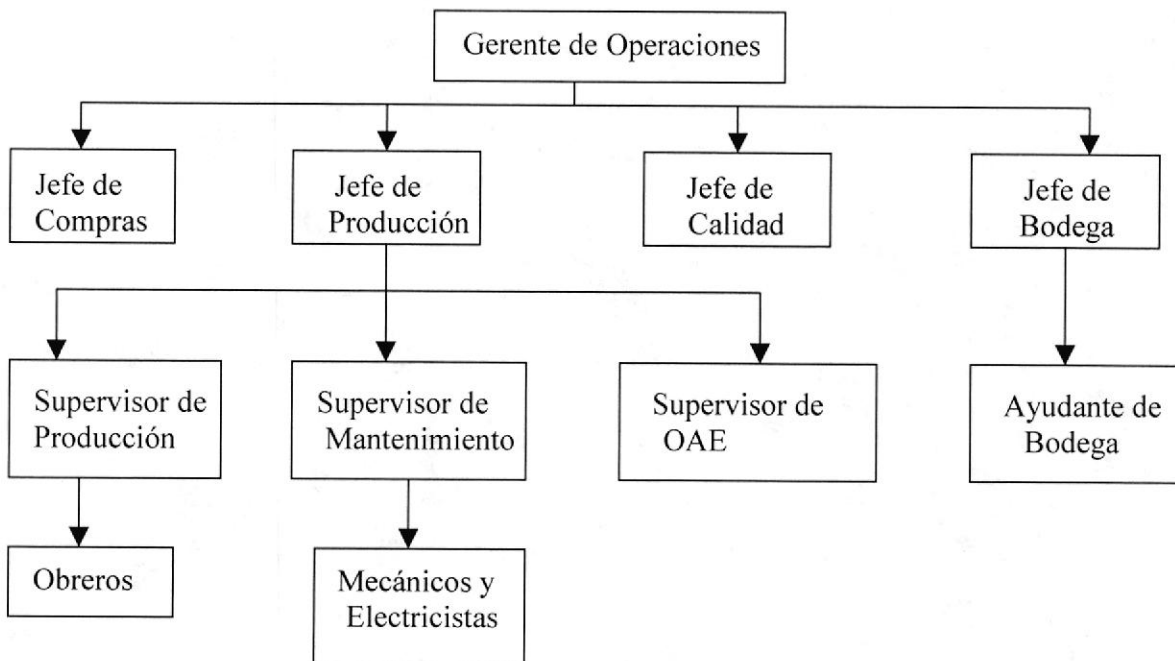 Gerente de Operaciones
Jefe de
Compras
Jefe de
Producción
Jefe de
Calidad
Jefe de
Bodega
Supervisor de
Producción
Supervisor de
Mantenimiento
Supervisor de
OAE
Ayudante de
Bodega
Obreros
Mecánicos y
Electricistas